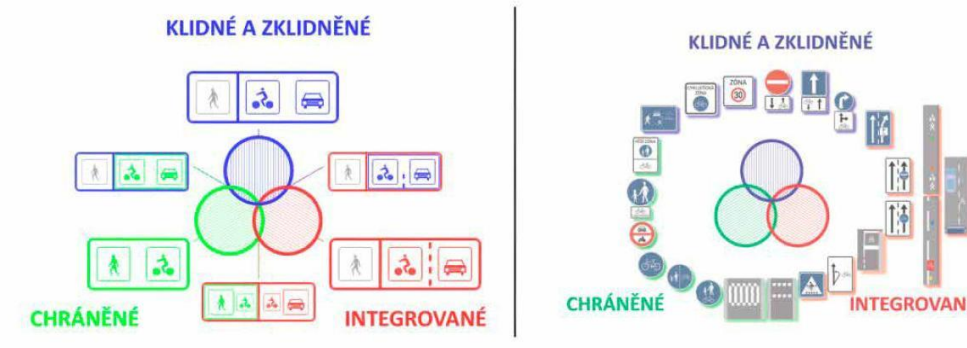 KLIDNÉ A ZKLIDNĚNÉ
CHRÁNĚNÉ
INTEGROVANÉ
KLIDNÉ A ZKLIDNĚNÉ
ZÓNA
30
CHRÁNĚNÉ
INTEGROVAN